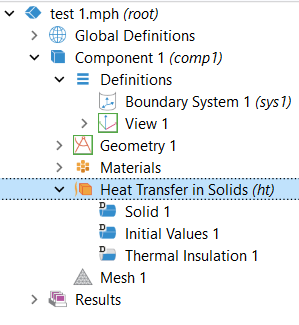 test 1.mph (root)
Global Definitions
Component 1 (comp1)
Definitions
Boundary System 1 (sys1)
View 1
Geometry 1
Materials
Heat Transfer in Solids (ht)
D Solid 1
D Initial Values 1
D Thermal Insulation 1
Mesh 1
Results